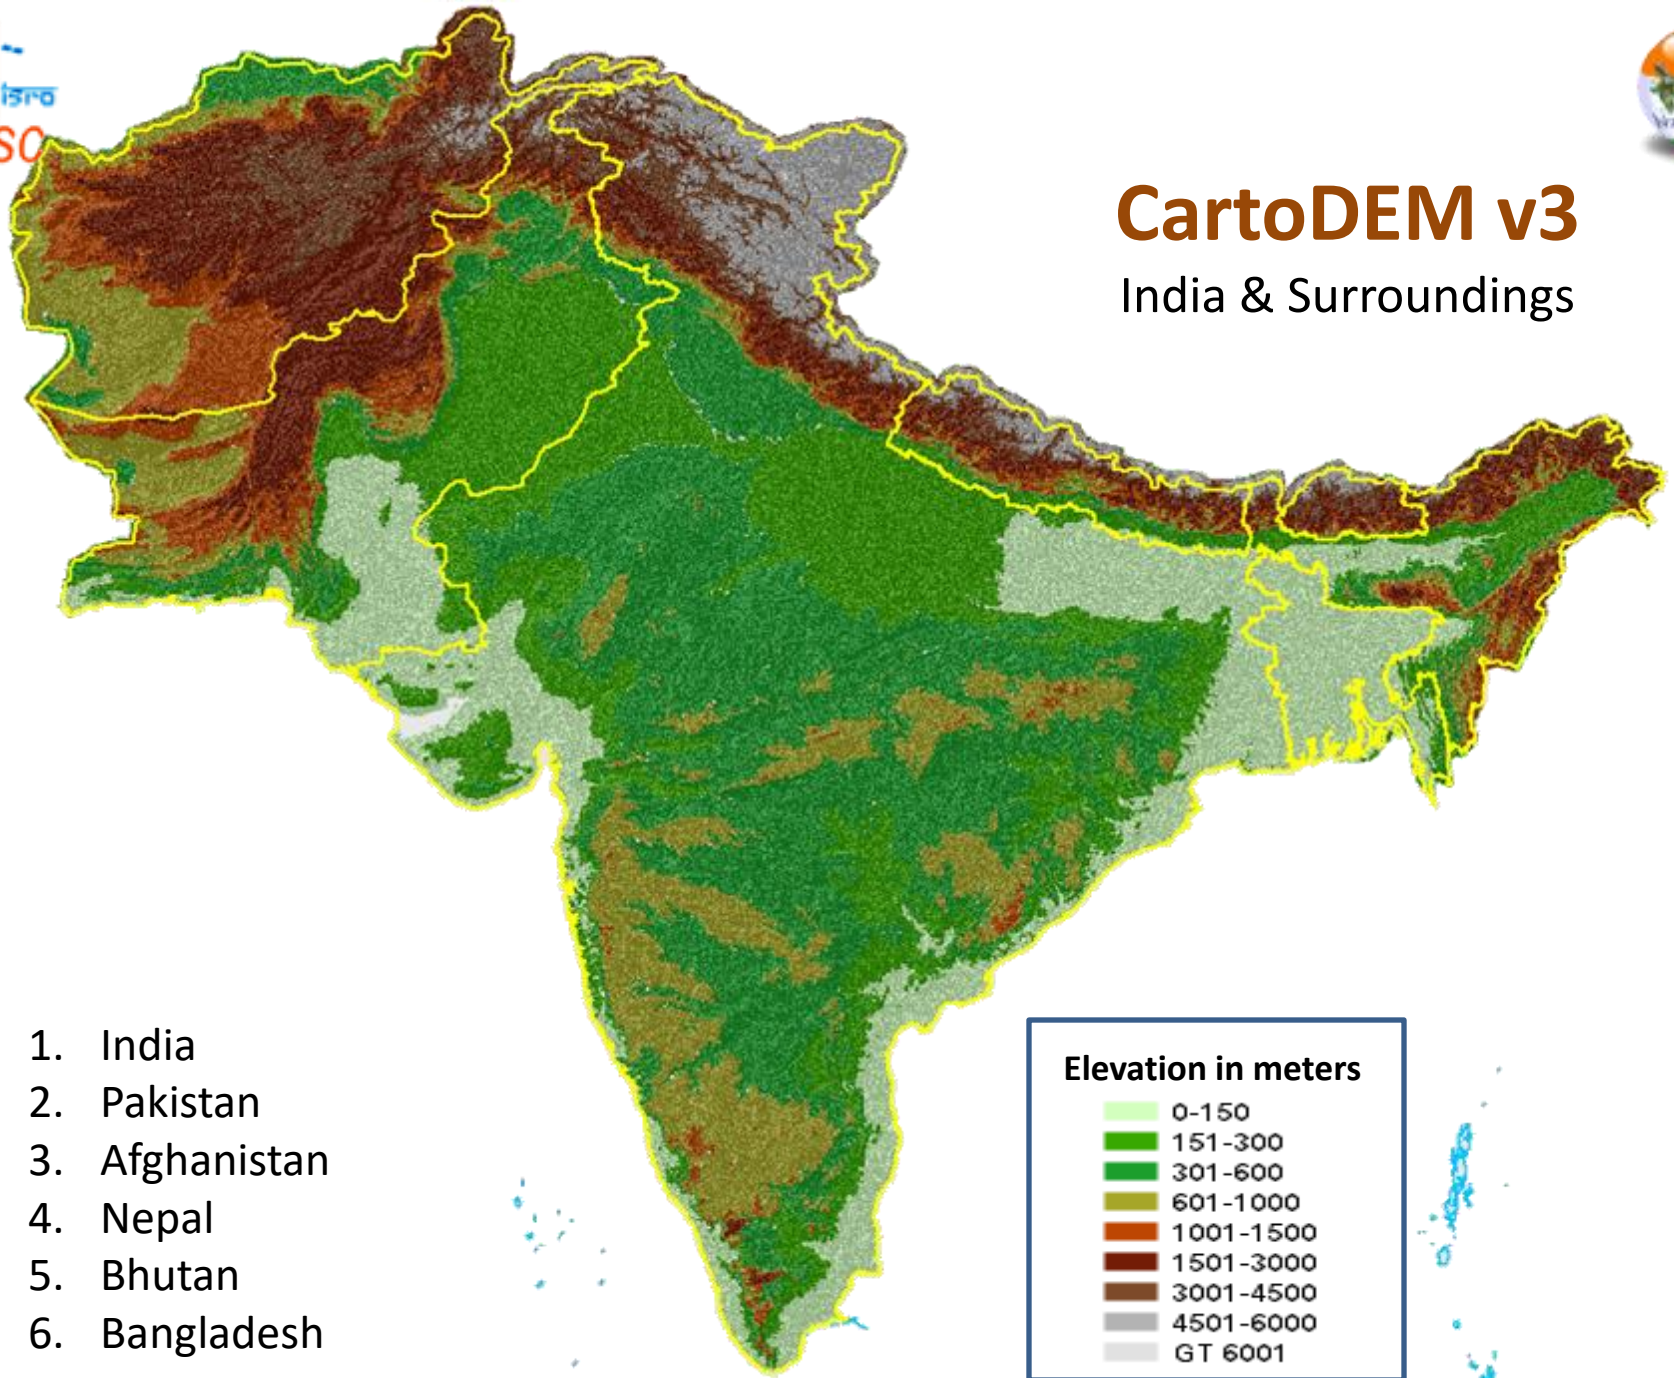 isro
SC
CartoDEM v3
India & Surroundings
1. India
2. Pakistan
3. Afghanistan
4. Nepal
5. Bhutan
6. Bangladesh
Elevation in meters
0-150
151-300
301-600
601-1000
1001-1500
1501-3000
3001-4500
4501-6000
GT 6001